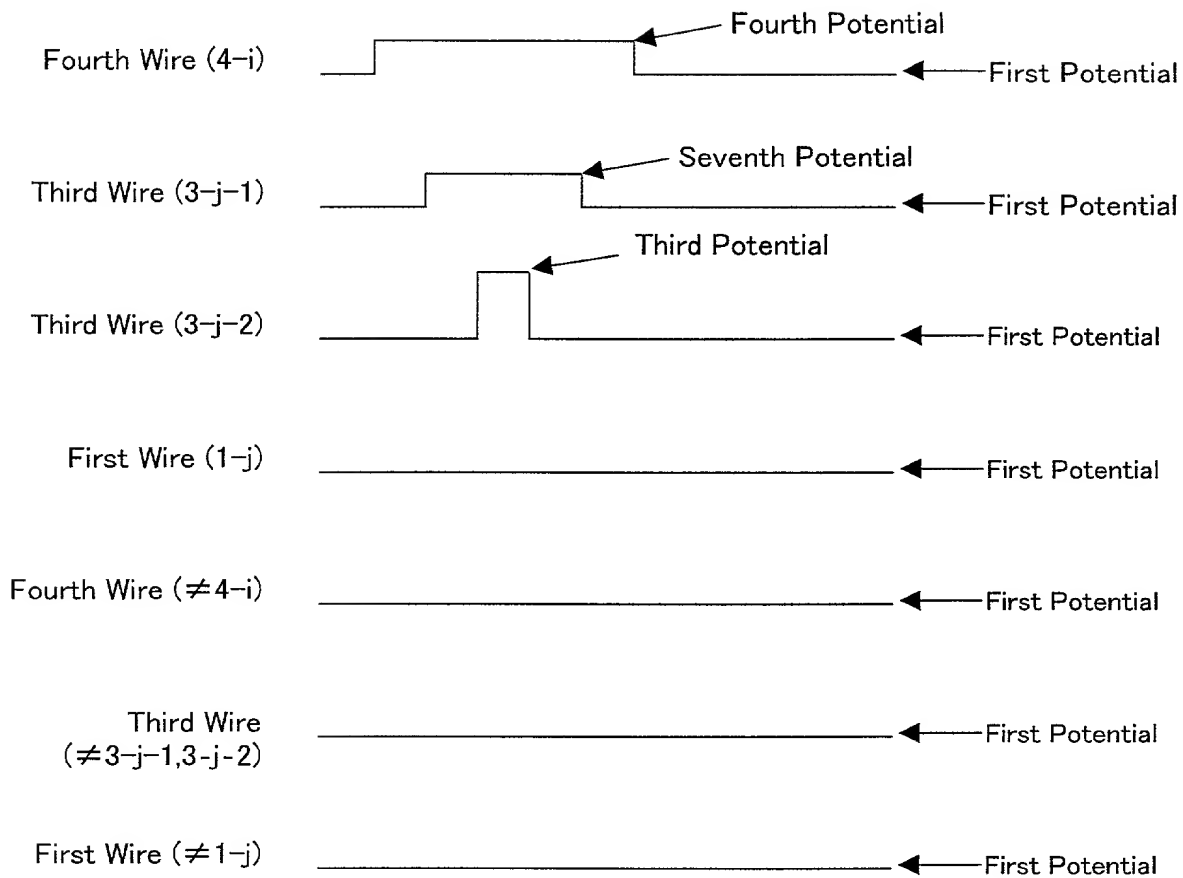 Fourth Potential
Fourth Wire (4-i)
First Potential
Seventh Potential
Third Wire (3-j-1)
First Potential
Third Potential
Third Wire (3-j-2)
First Potential
First Wire (1-j)
First Potential
Fourth Wire (≠4-i)
First Potential
Third Wire
(≠3-j-1,3-j-2)
First Potential
First Wire (≠1-j)
First Potential